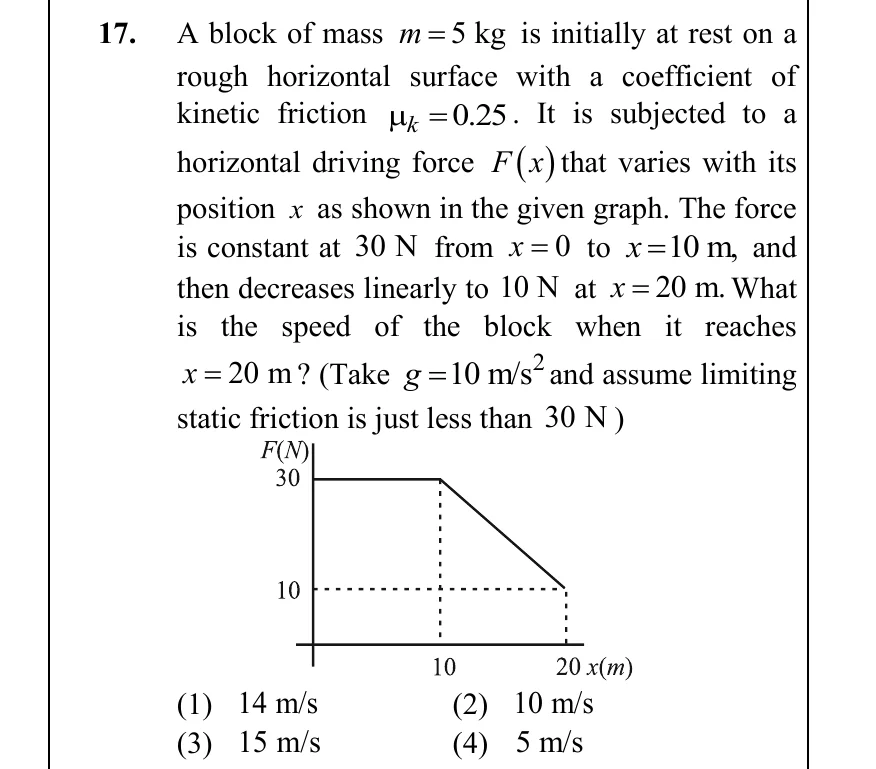 17. A block of mass m = 5 kg is initially at rest on a
rough horizontal surface with a coefficient of
kinetic friction μk = 0.25. It is subjected to a
horizontal driving force F(x) that varies with its
position x as shown in the given graph. The force
is constant at 30 N from x = 0 to x = 10 m, and
then decreases linearly to 10 N at x = 20 m. What
is the speed of the block when it reaches
x = 20 m? (Take g = 10 m/s² and assume limiting
static friction is just less than 30 N)
F(N)
30
10
10 20 x(m)
(1) 14 m/s (2) 10 m/s
(3) 15 m/s (4) 5 m/s